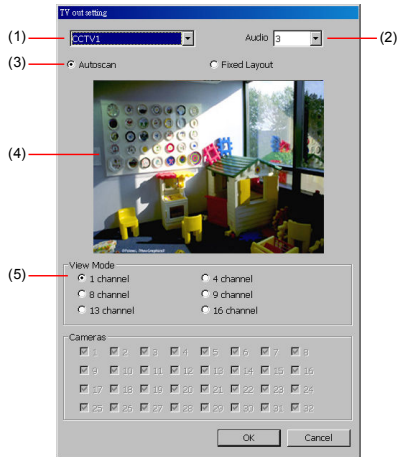 TV out setting
(1) CCTV1 Audio 3 (2)
(3) Autoscan Fixed Layout
(4)
(5) View Mode
1 channel 4 channel
8 channel 9 channel
13 channel 16 channel
Cameras
1 2 3 4 5 6 7 8
9 10 11 12 13 14 15 16
17 18 19 20 21 22 23 24
25 26 27 28 29 30 31 32
OK Cancel